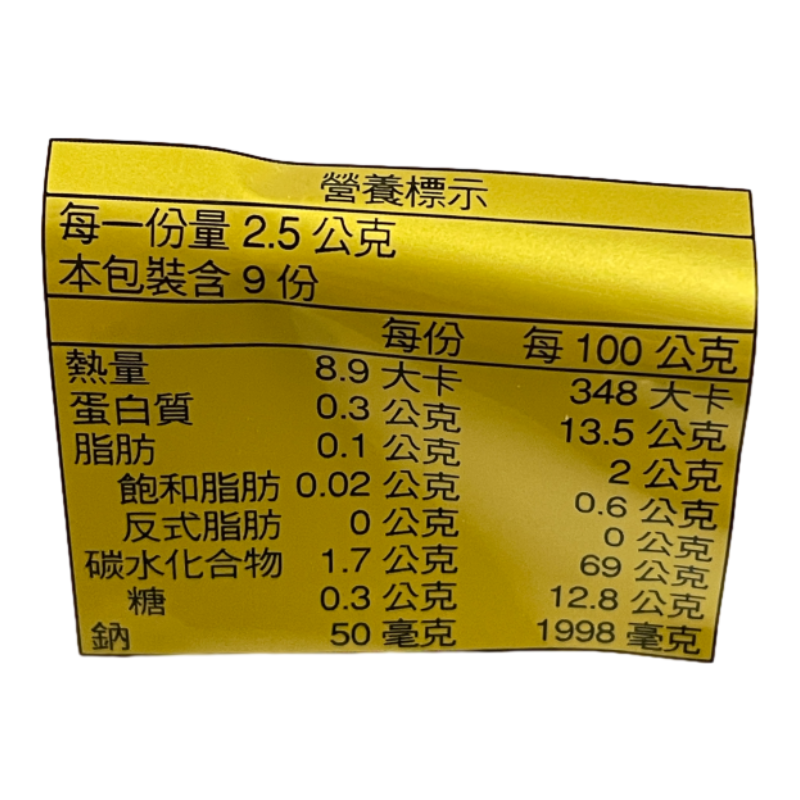 營養標示
每一份量 2.5 公克
本包裝含 9 份
每份 每 100 公克
熱量 8.9 大卡 348 大卡
蛋白質 0.3 公克 13.5 公克
脂肪 0.1 公克 2 公克
飽和脂肪 0.02 公克 0.6 公克
反式脂肪 0 公克 0 公克
碳水化合物 1.7 公克 69 公克
糖 0.3 公克 12.8 公克
鈉 50 毫克 1998 毫克